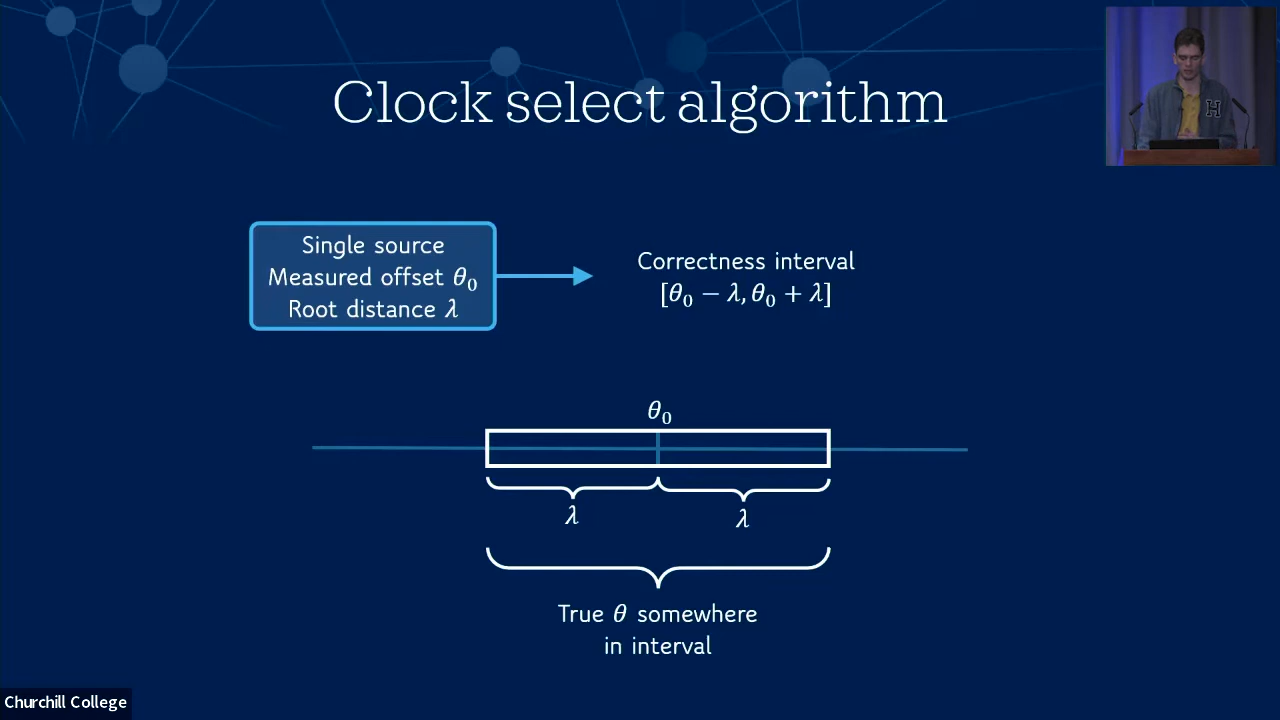 Clock select algorithm
H
Single source
Measured offset θ₀
Root distance λ
Correctness interval
[θ₀ − λ, θ₀ + λ]
θ₀
λ
λ
True θ somewhere
in interval
Churchill College